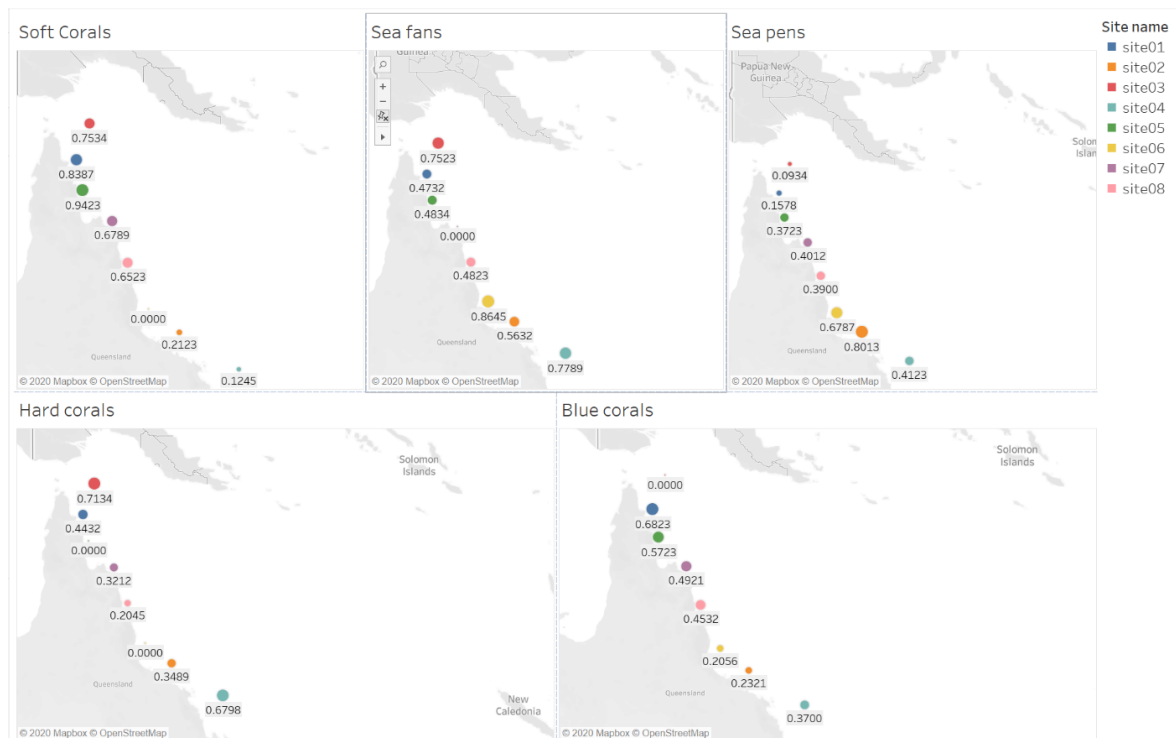 Soft Corals
0.7534
0.8387
0.9423
0.6789
0.6523
0.0000
0.2123
Queensland
0.1245
© 2020 Mapbox © OpenStreetMap
Sea fans
Guinea
0.7523
0.4732
0.4834
0.0000
0.4823
0.8645
0.5632
Queensland
0.7789
© 2020 Mapbox © OpenStreetMap
Sea pens
Papua New
Guinea
Solomon
Islan
0.0934
0.1578
0.3723
0.4012
0.3900
0.6787
0.8013
Queensland
0.4123
© 2020 Mapbox © OpenStreetMap
Site name
site01
site02
site03
site04
site05
site06
site07
site08
Hard corals
Solomon
Islands
0.7134
0.4432
0.0000
0.3212
0.2045
0.0000
0.3489
Queensland
0.6798
New
Caledonia
© 2020 Mapbox © OpenStreetMap
Blue corals
Solomon
Islands
0.0000
0.6823
0.5723
0.4921
0.4532
0.2056
0.2321
Queensland
0.3700
© 2020 Mapbox © OpenStreetMap